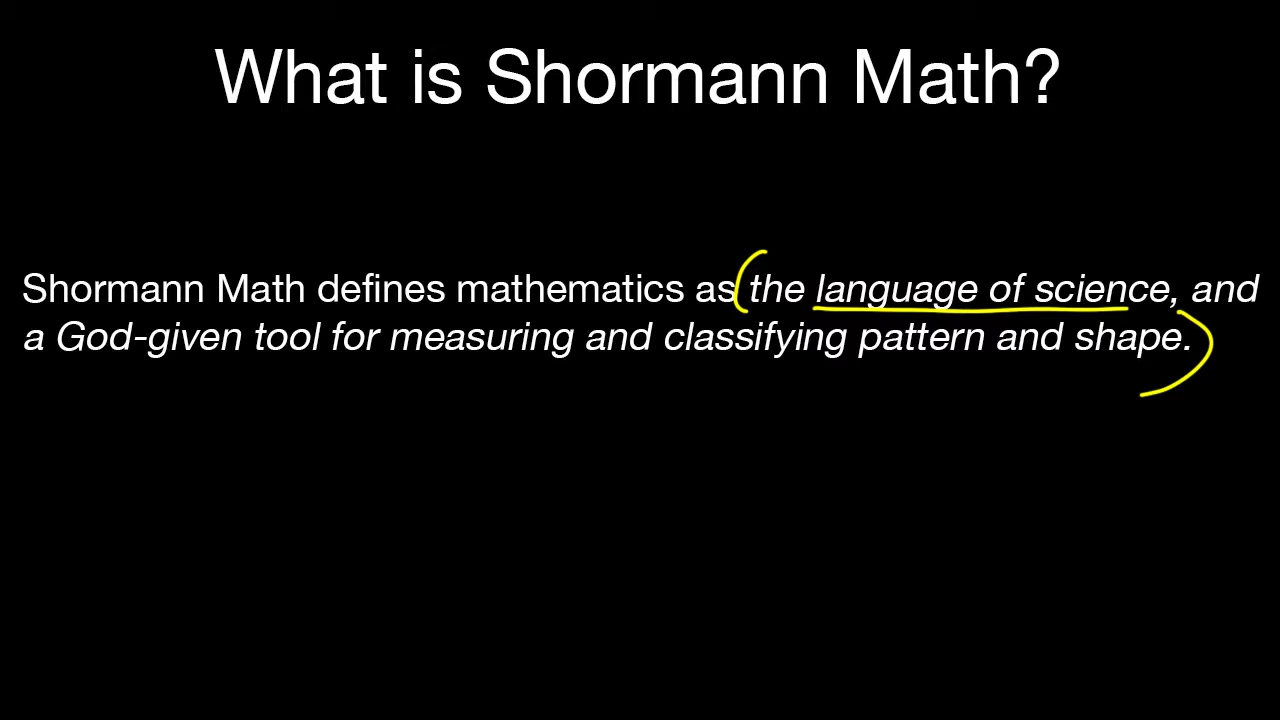 What is Shormann Math?
Shormann Math defines mathematics as the language of science, and
a God-given tool for measuring and classifying pattern and shape.